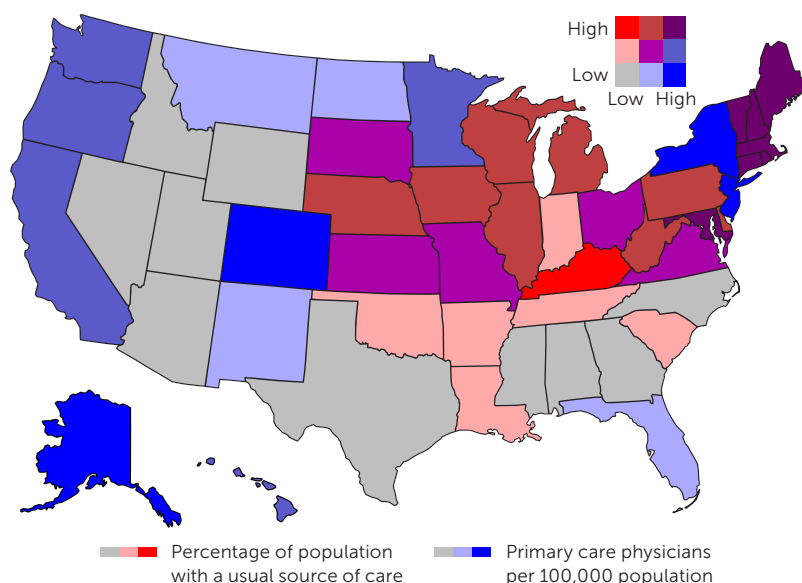 High
Low
Low High
Percentage of population
with a usual source of care
Primary care physicians
per 100,000 population